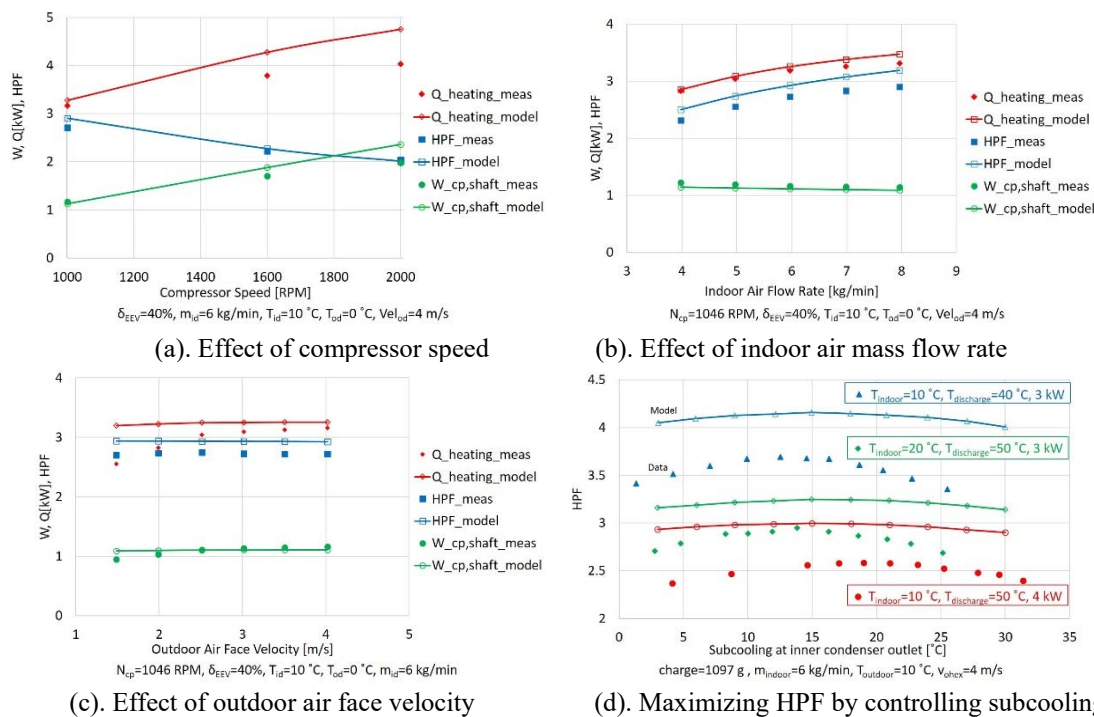 W, Q[kW], HPF
5
4
3
2
1
0
1000
1200
1400
1600
1800
2000
Compressor Speed [RPM]
δEEV=40%, mid=6 kg/min, Tid=10 ˚C, Tod=0 ˚C, Velod=4 m/s
Q_heating_meas
Q_heating_model
HPF_meas
HPF_model
W_cp,shaft_meas
W_cp,shaft_model
(a). Effect of compressor speed
W, Q[kW], HPF
4
3
2
1
0
3
4
5
6
7
8
9
Indoor Air Flow Rate [kg/min]
Ncp=1046 RPM, δEEV=40%, Tid=10 ˚C, Tod=0 ˚C, Velod=4 m/s
Q_heating_meas
Q_heating_model
HPF_meas
HPF_model
W_cp,shaft_meas
W_cp,shaft_model
(b). Effect of indoor air mass flow rate
W, Q[kW], HPF
4
3
2
1
0
1
2
3
4
5
Outdoor Air Face Velocity [m/s]
Ncp=1046 RPM, δEEV=40%, Tid=10 ˚C, Tod=0 ˚C, mid=6 kg/min
Q_heating_meas
Q_heating_model
HPF_meas
HPF_model
W_cp,shaft_meas
W_cp,shaft_model
(c). Effect of outdoor air face velocity
HPF
4.5
4
3.5
3
2.5
2
Model
Data
Tindoor=10 ˚C, Tdischarge=40 ˚C, 3 kW
Tindoor=20 ˚C, Tdischarge=50 ˚C, 3 kW
Tindoor=10 ˚C, Tdischarge=50 ˚C, 4 kW
0
5
10
15
20
25
30
35
Subcooling at inner condenser outlet [˚C]
charge=1097 g , mindoor=6 kg/min, Toutdoor=10 ˚C, vohex=4 m/s
(d). Maximizing HPF by controlling subcooling